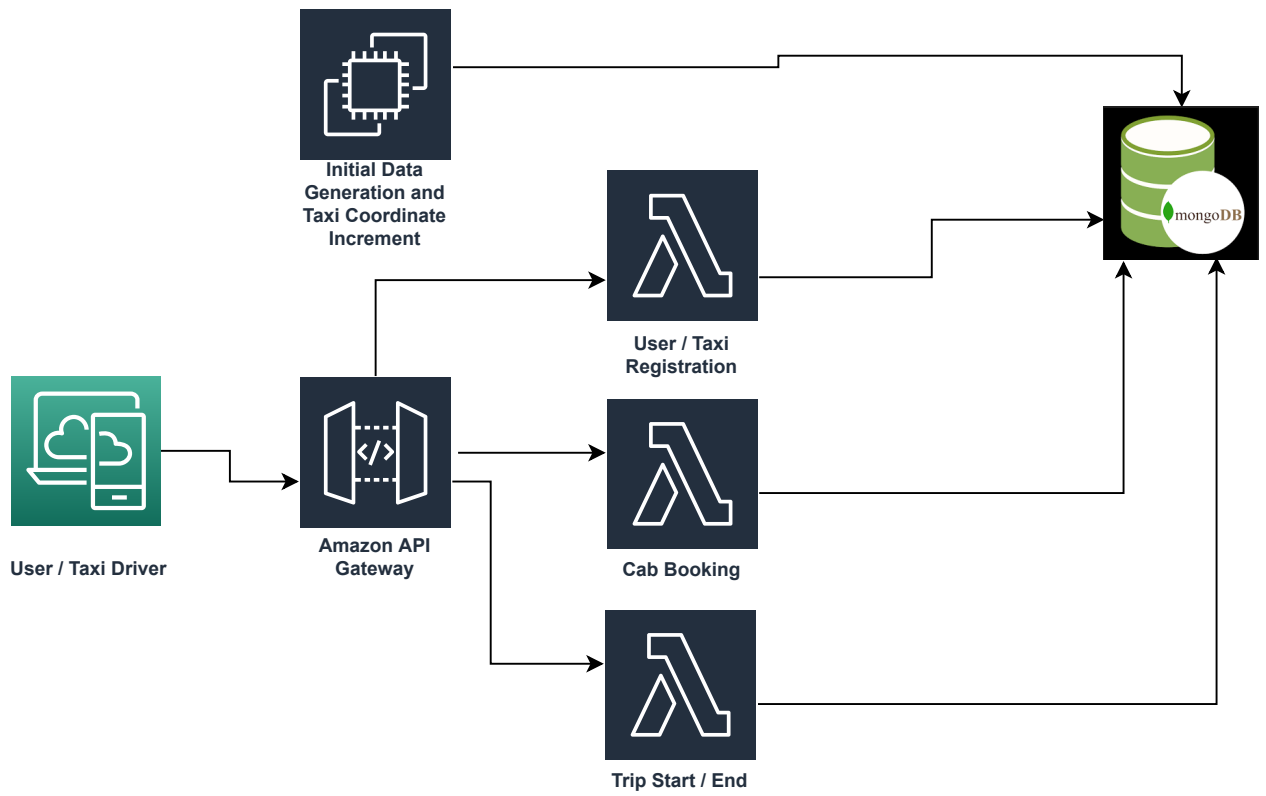 Initial Data
Generation and
Taxi Coordinate
Increment
mongoDB
User / Taxi
Registration
</>
Amazon API
Gateway
User / Taxi Driver
Cab Booking
Trip Start / End